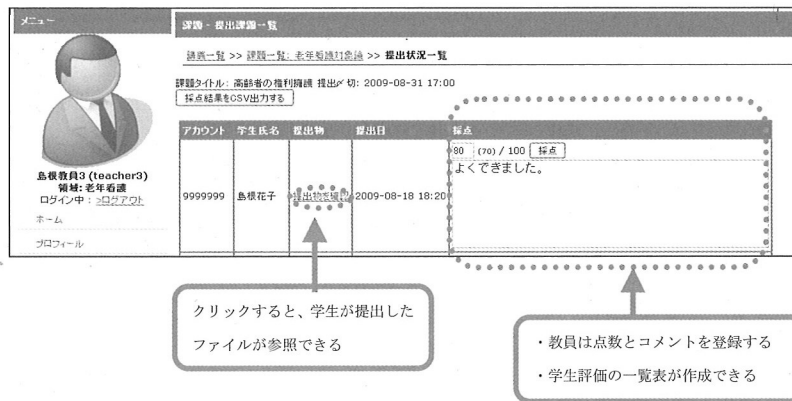 メニュー
課題 - 提出課題一覧
講義一覧 >> 課題一覧: 老年看護対象論 >> 提出状況一覧
課題タイトル: 高齢者の権利擁護 提出〆切: 2009-08-31 17:00
採点結果をCSV出力する
アカウント 学生氏名 提出物 提出日 採点
80 (70) / 100 採点
よくできました。
9999999 島根花子 提出物を確認 2009-08-18 18:20
島根教員3 (teacher3)
領域: 老年看護
ログイン中: >ログアウト
ホーム
プロフィール
クリックすると、学生が提出した
ファイルが参照できる
・教員は点数とコメントを登録する
・学生評価の一覧表が作成できる